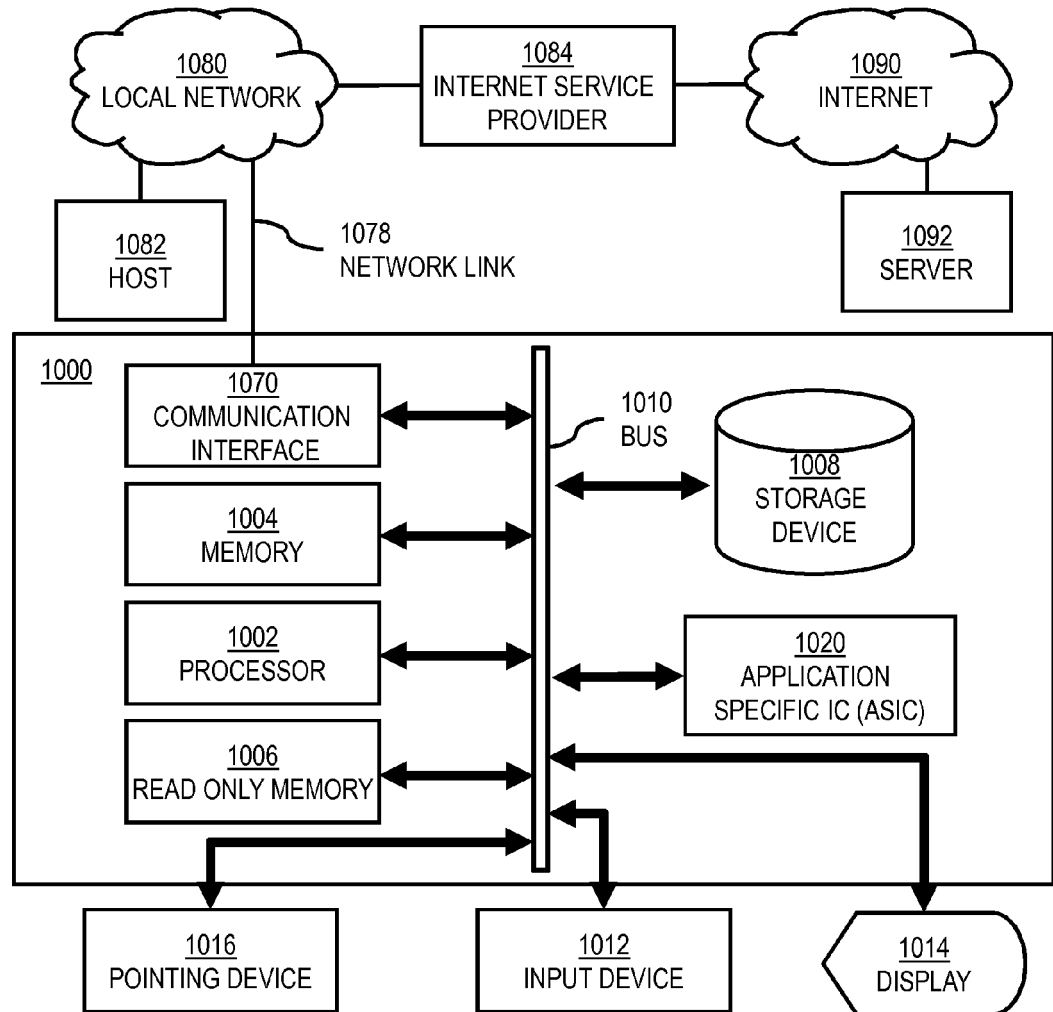 1080
LOCAL NETWORK
1084
INTERNET SERVICE
PROVIDER
1090
INTERNET
1082
HOST
1078
NETWORK LINK
1092
SERVER
1000
1070
COMMUNICATION
INTERFACE
1010
BUS
1008
STORAGE
DEVICE
1004
MEMORY
1002
PROCESSOR
1020
APPLICATION
SPECIFIC IC (ASIC)
1006
READ ONLY MEMORY
1016
POINTING DEVICE
1012
INPUT DEVICE
1014
DISPLAY